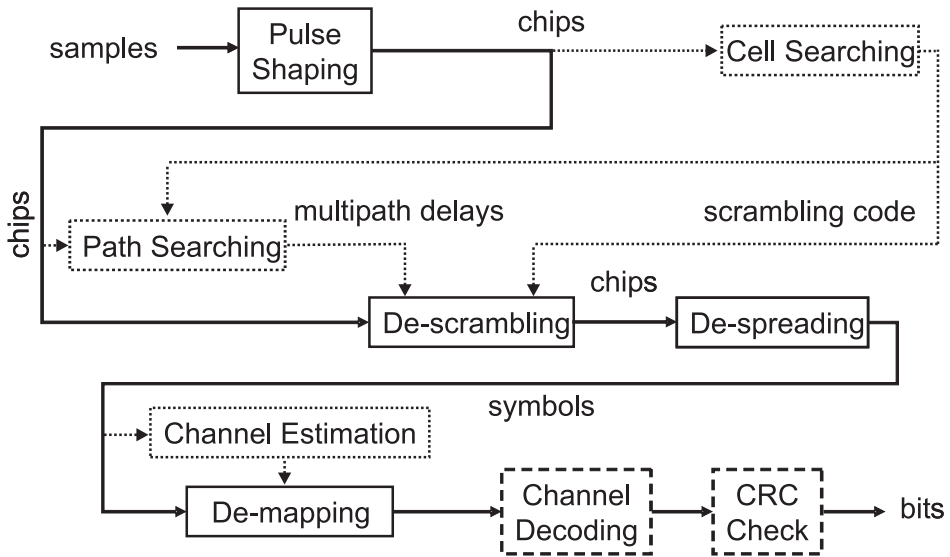 chips
samples
Pulse
Shaping
Cell Searching
chips
multipath delays
scrambling code
Path Searching
chips
De-scrambling
De-spreading
symbols
Channel Estimation
De-mapping
Channel
Decoding
CRC
Check
bits